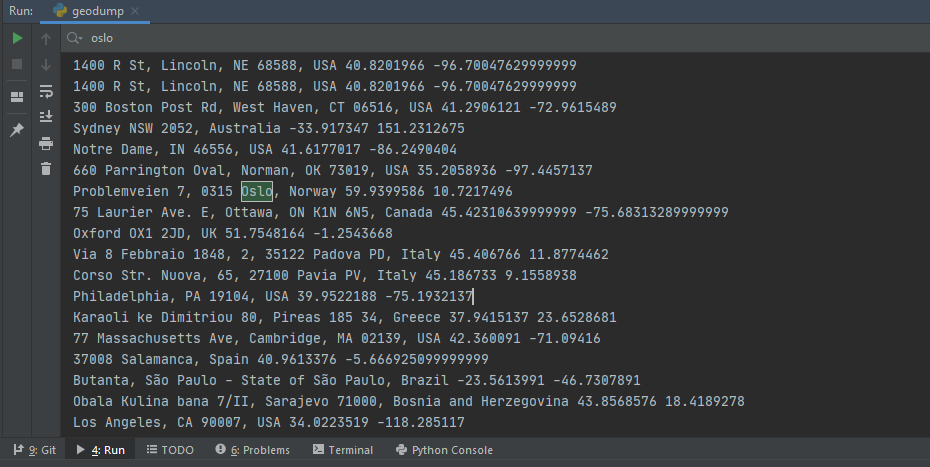 Run: geodump
oslo
1400 R St, Lincoln, NE 68588, USA 40.8201966 -96.70047629999999
1400 R St, Lincoln, NE 68588, USA 40.8201966 -96.70047629999999
300 Boston Post Rd, West Haven, CT 06516, USA 41.2906121 -72.9615489
Sydney NSW 2052, Australia -33.917347 151.2312675
Notre Dame, IN 46556, USA 41.6177017 -86.2490404
660 Parrington Oval, Norman, OK 73019, USA 35.2058936 -97.4457137
Problemveien 7, 0315 Oslo, Norway 59.9399586 10.7217496
75 Laurier Ave. E, Ottawa, ON K1N 6N5, Canada 45.42310639999999 -75.68313289999999
Oxford OX1 2JD, UK 51.7548164 -1.2543668
Via 8 Febbraio 1848, 2, 35122 Padova PD, Italy 45.406766 11.8774462
Corso Str. Nuova, 65, 27100 Pavia PV, Italy 45.186733 9.1558938
Philadelphia, PA 19104, USA 39.9522188 -75.1932137
Karaoli ke Dimitriou 80, Pireas 185 34, Greece 37.9415137 23.6528681
77 Massachusetts Ave, Cambridge, MA 02139, USA 42.360091 -71.09416
37008 Salamanca, Spain 40.9613376 -5.666925099999999
Butanta, São Paulo - State of São Paulo, Brazil -23.5613991 -46.7307891
Obala Kulina bana 7/II, Sarajevo 71000, Bosnia and Herzegovina 43.8568576 18.4189278
Los Angeles, CA 90007, USA 34.0223519 -118.285117
9: Git 4: Run TODO 6: Problems Terminal Python Console